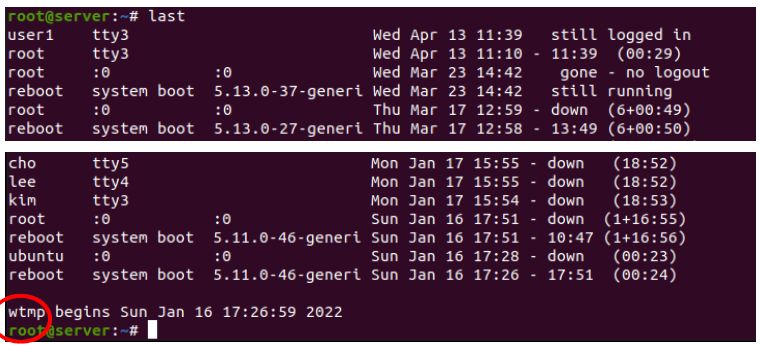 root@server:~# last
user1    tty3                          Wed Apr 13 11:39   still logged in
root     tty3                          Wed Apr 13 11:10 - 11:39  (00:29)
root     :0           :0               Wed Mar 23 14:42    gone - no logout
reboot   system boot  5.13.0-37-generi Wed Mar 23 14:42   still running
root     :0           :0               Thu Mar 17 12:59 - down  (6+00:49)
reboot   system boot  5.13.0-27-generi Thu Mar 17 12:58 - 13:49 (6+00:50)
cho      tty5                          Mon Jan 17 15:55 - down   (18:52)
lee      tty4                          Mon Jan 17 15:55 - down   (18:52)
kim      tty3                          Mon Jan 17 15:54 - down   (18:53)
root     :0           :0               Sun Jan 16 17:51 - down  (1+16:55)
reboot   system boot  5.11.0-46-generi Sun Jan 16 17:51 - 10:47 (1+16:56)
ubuntu   :0           :0               Sun Jan 16 17:28 - down   (00:23)
reboot   system boot  5.11.0-46-generi Sun Jan 16 17:26 - 17:51  (00:24)
wtmp begins Sun Jan 16 17:26:59 2022
root@server:~#